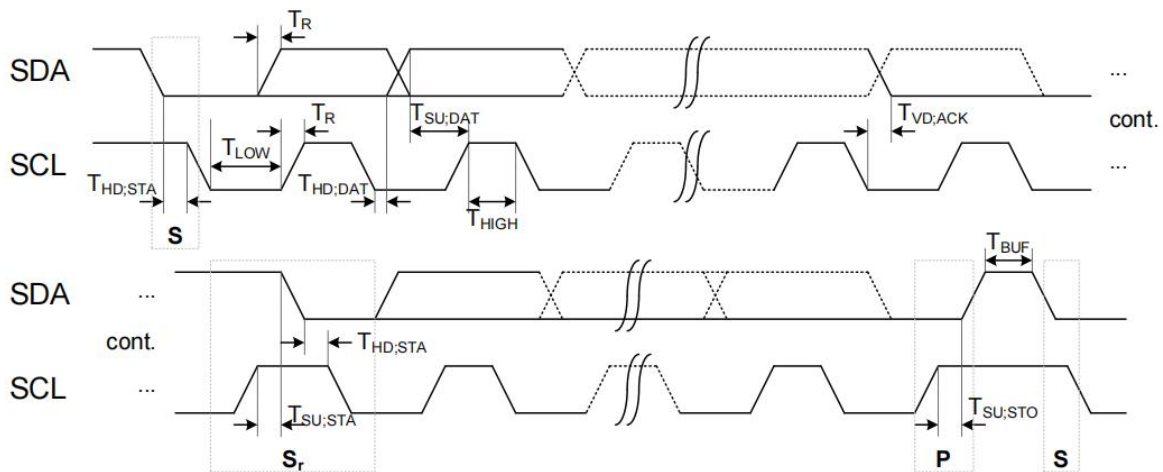 T_R
SDA
T_R
T_SU;DAT
T_VD;ACK
...
cont.
T_LOW
SCL
...
T_HD;STA
T_HD;DAT
T_HIGH
S
T_BUF
SDA
...
cont.
T_HD;STA
SCL
...
T_SU;STA
T_SU;STO
S_r
P
S